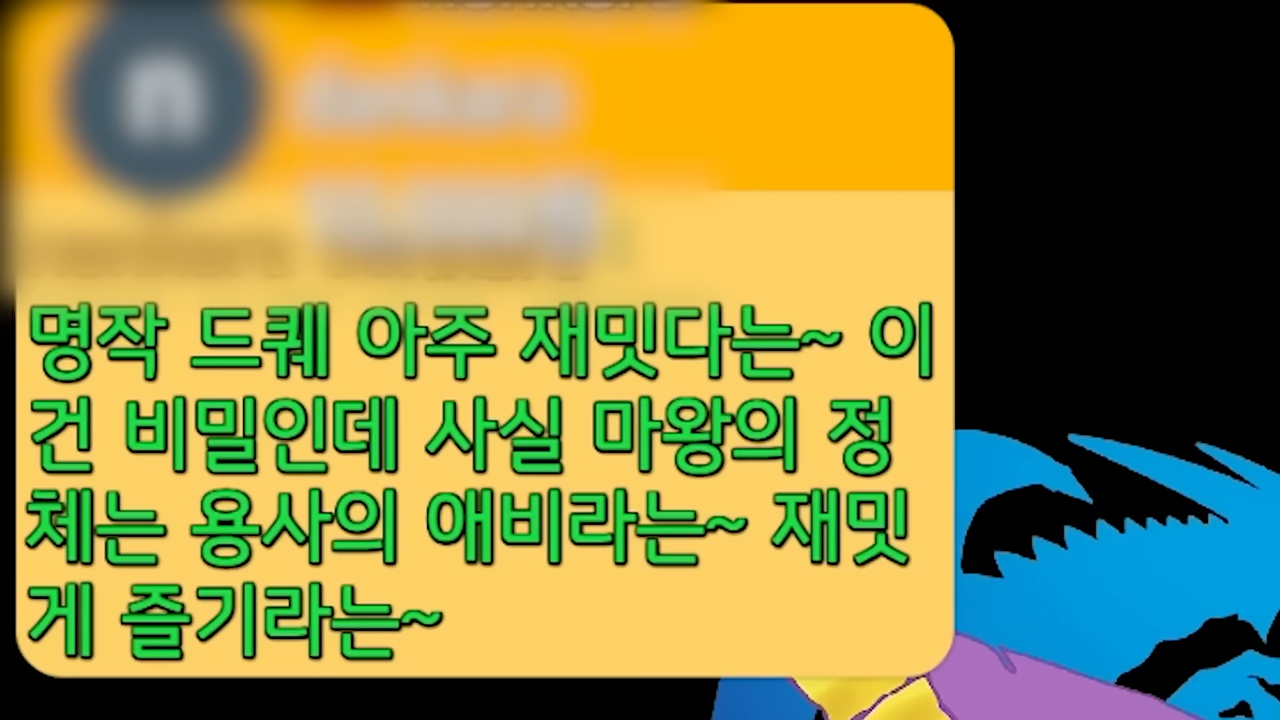 명작 드퀘 아주 재밋다는~ 이
건 비밀인데 사실 마왕의 정
체는 용사의 애비라는~ 재밋
게 즐기라는~